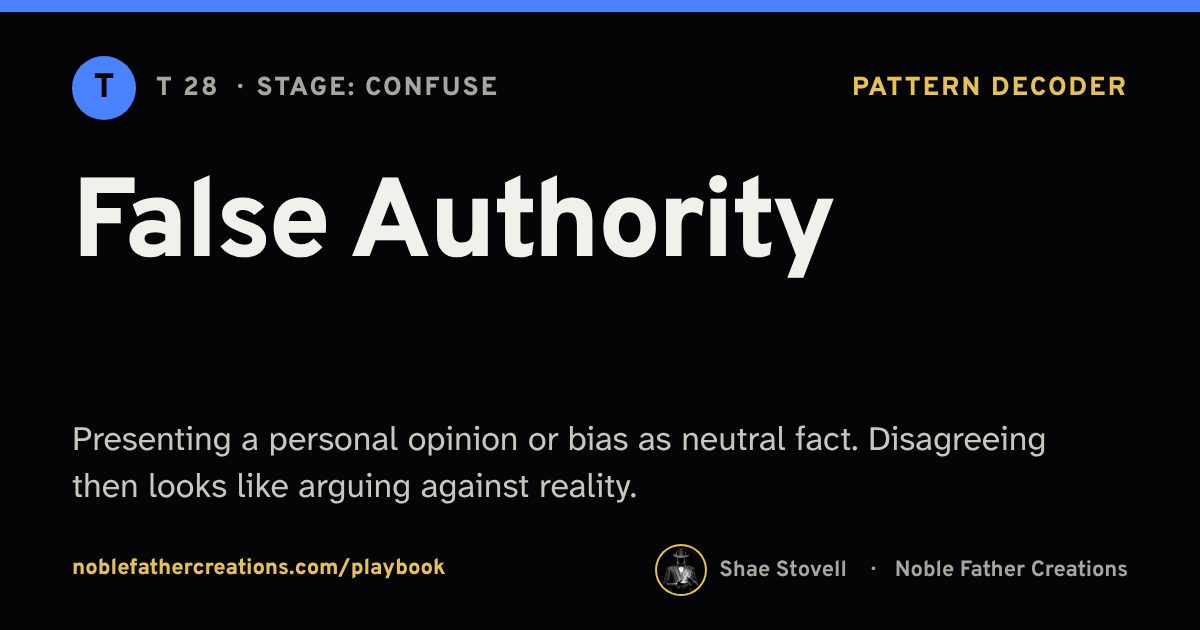 T
T 28 · STAGE: CONFUSE
PATTERN DECODER
False Authority
Presenting a personal opinion or bias as neutral fact. Disagreeing
then looks like arguing against reality.
noblefathercreations.com/playbook
Shae Stovell · Noble Father Creations